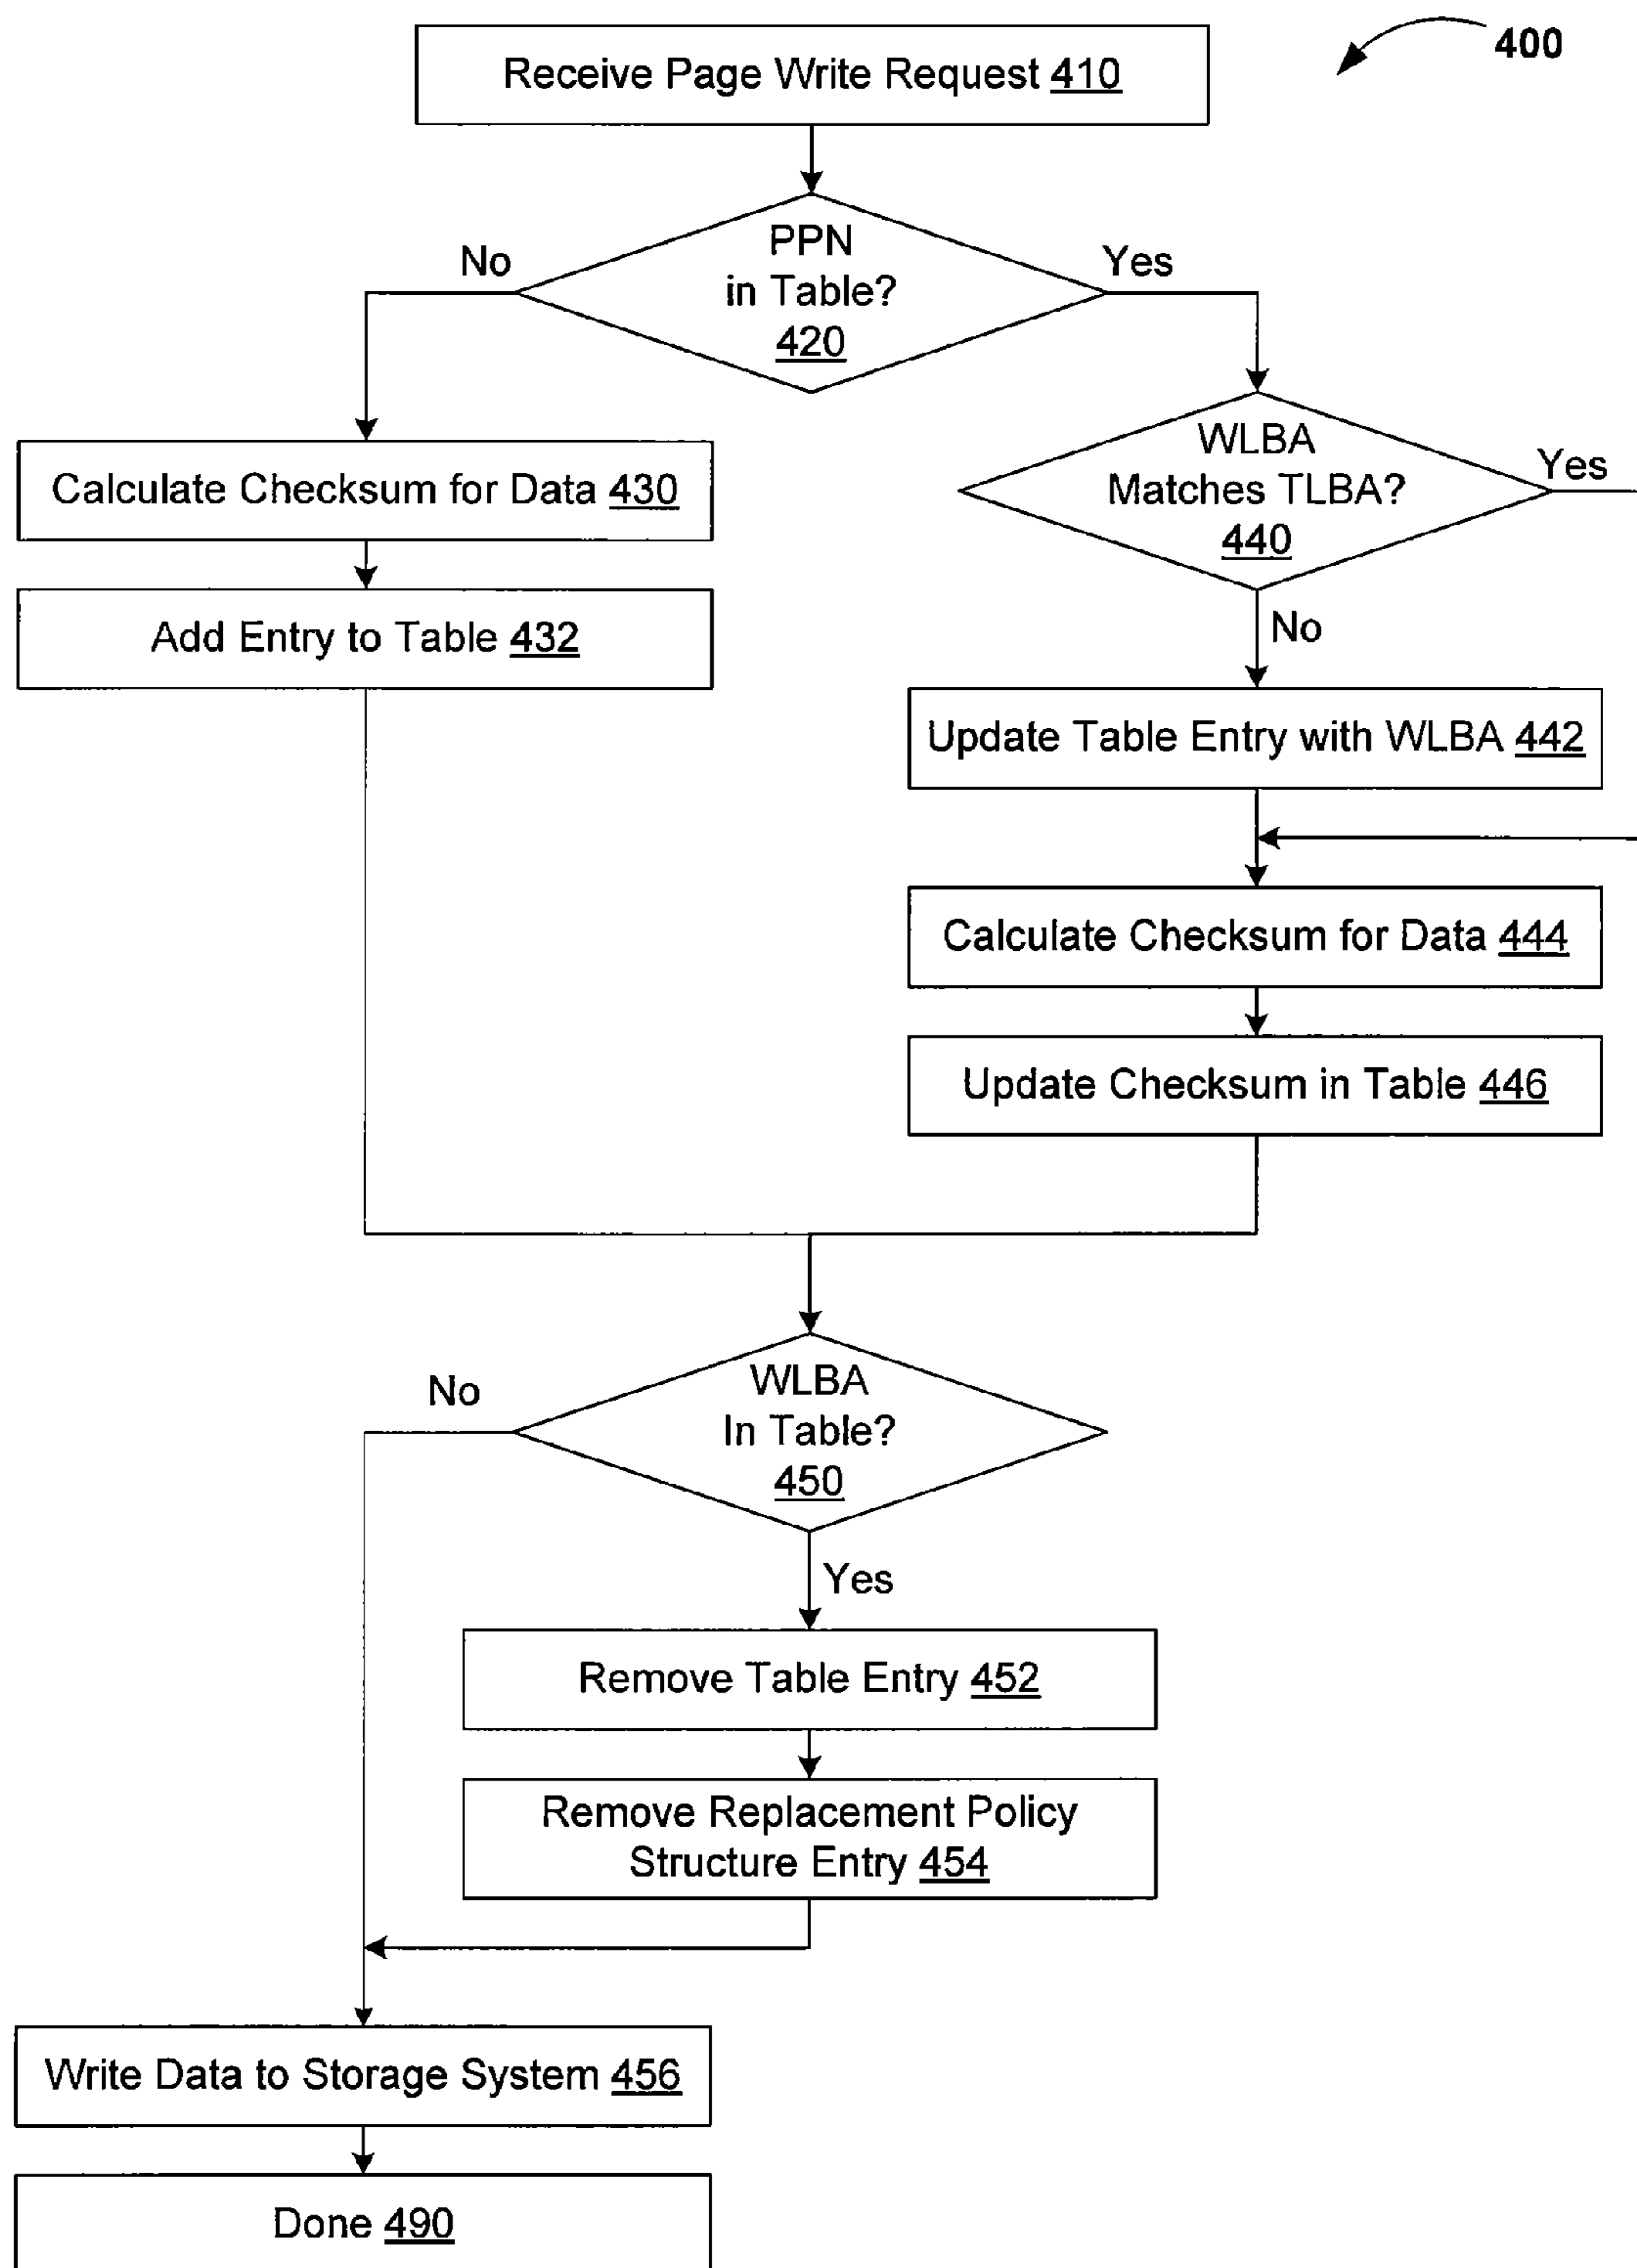 400
Receive Page Write Request 410
PPN
in Table?
420
No
Yes
Calculate Checksum for Data 430
Add Entry to Table 432
WLBA
Matches TLBA?
440
Yes
No
Update Table Entry with WLBA 442
Calculate Checksum for Data 444
Update Checksum in Table 446
WLBA
In Table?
450
No
Yes
Remove Table Entry 452
Remove Replacement Policy
Structure Entry 454
Write Data to Storage System 456
Done 490